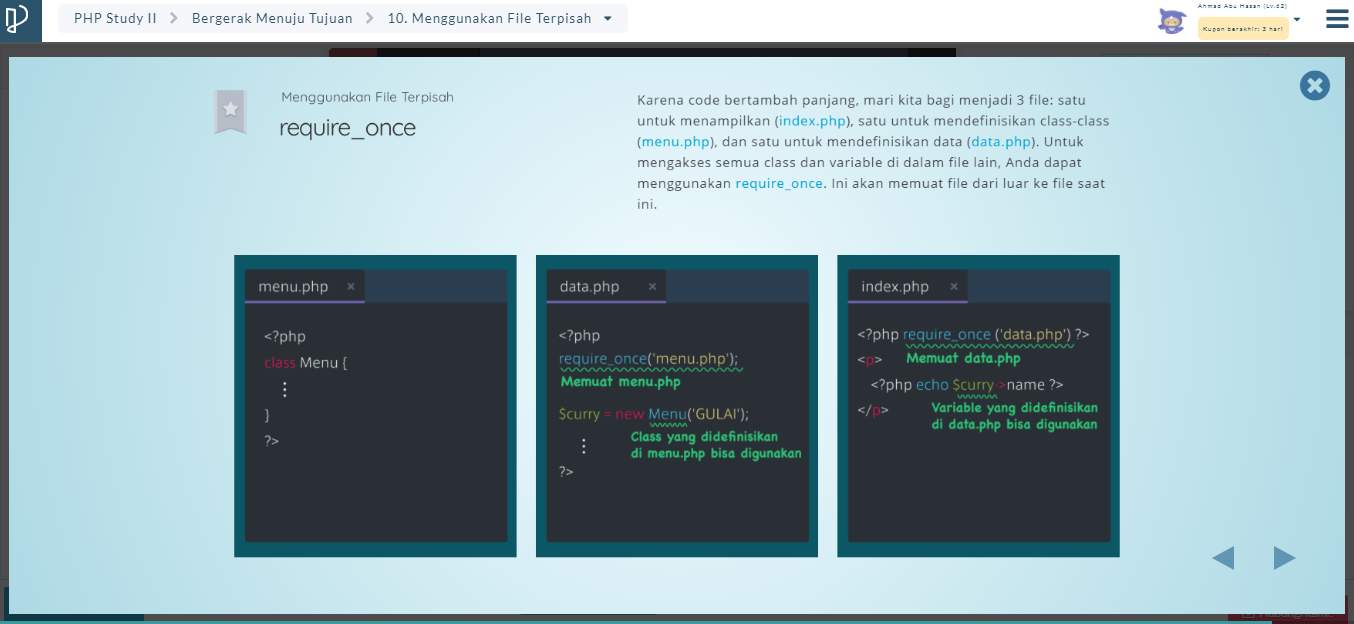 PHP Study II
Bergerak Menuju Tujuan
10. Menggunakan File Terpisah
Ahmad Abu Hasan (Lv.62)
Kupon berakhir: 3 hari
Menggunakan File Terpisah
require_once
Karena code bertambah panjang, mari kita bagi menjadi 3 file: satu
untuk menampilkan (index.php), satu untuk mendefinisikan class-class
(menu.php), dan satu untuk mendefinisikan data (data.php). Untuk
mengakses semua class dan variable di dalam file lain, Anda dapat
menggunakan require_once. Ini akan memuat file dari luar ke file saat
ini.
menu.php ×
<?php
class Menu {
⋮
}
?>
data.php ×
<?php
require_once('menu.php');
Memuat menu.php
$curry = new Menu('GULAI');
Class yang didefinisikan
di menu.php bisa digunakan
⋮
?>
index.php ×
<?php require_once ('data.php') ?>
<p>
Memuat data.php
<?php echo $curry->name ?>
</p>
Variable yang didefinisikan
di data.php bisa digunakan